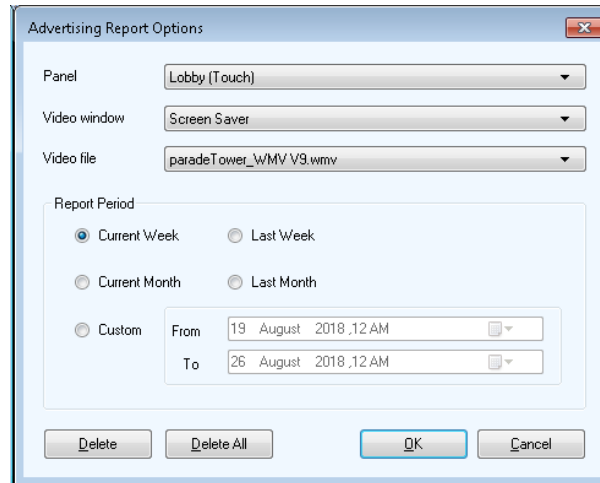 Advertising Report Options
Panel Lobby (Touch)
Video window Screen Saver
Video file paradeTower_WMV V9.wmv
Report Period
Current Week Last Week
Current Month Last Month
Custom From 19 August 2018 ,12 AM
To 26 August 2018 ,12 AM
Delete Delete All OK Cancel